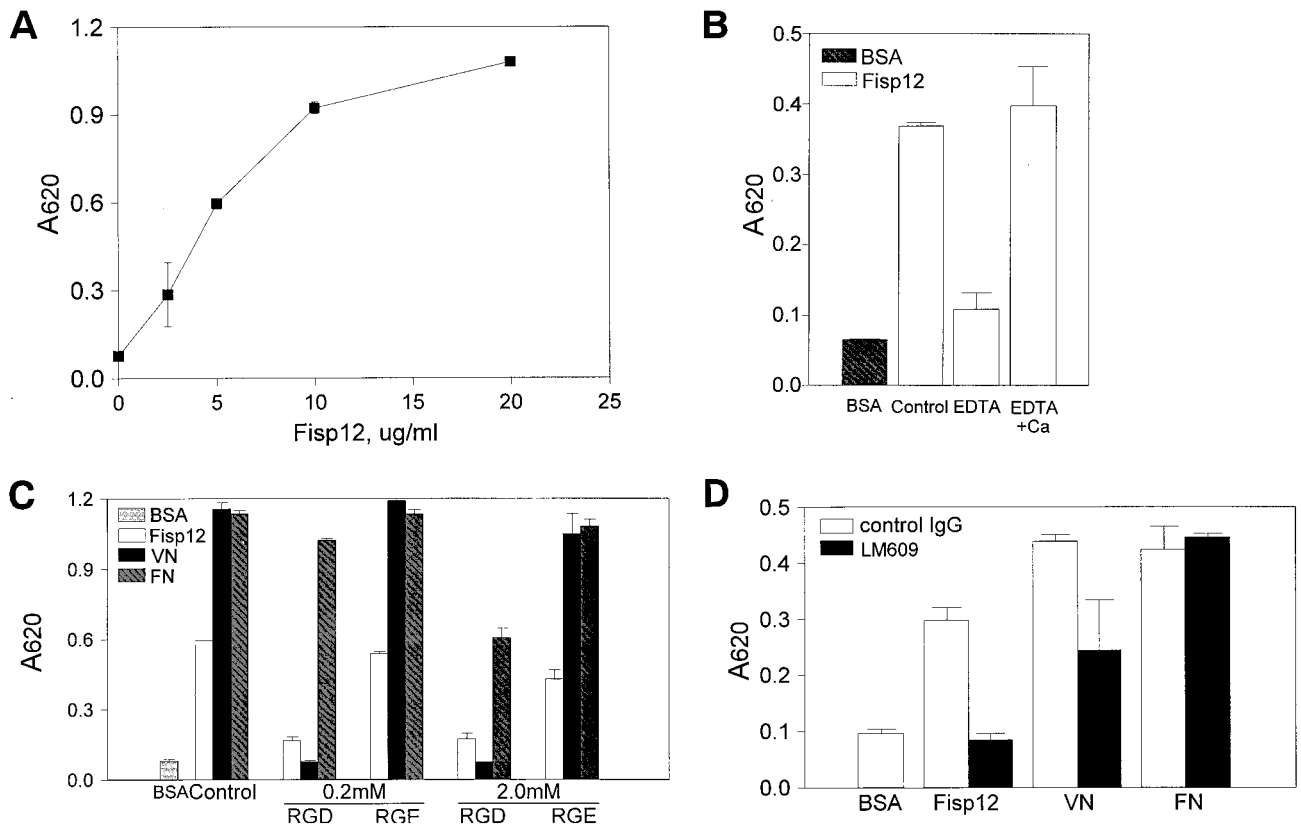 A
1.2
0.9
0.6
0.3
0.0
A620
0 5 10 15 20 25
Fisp12, ug/ml
B
0.5
0.4
0.3
0.2
0.1
0.0
A620
BSA
Fisp12
BSA Control EDTA EDTA
+Ca
C
1.2
0.9
0.6
0.3
0.0
A620
BSA
Fisp12
VN
FN
BSA Control 0.2mM 2.0mM
RGD RGE RGD RGE
D
0.5
0.4
0.3
0.2
0.1
0.0
A620
control IgG
LM609
BSA Fisp12 VN FN